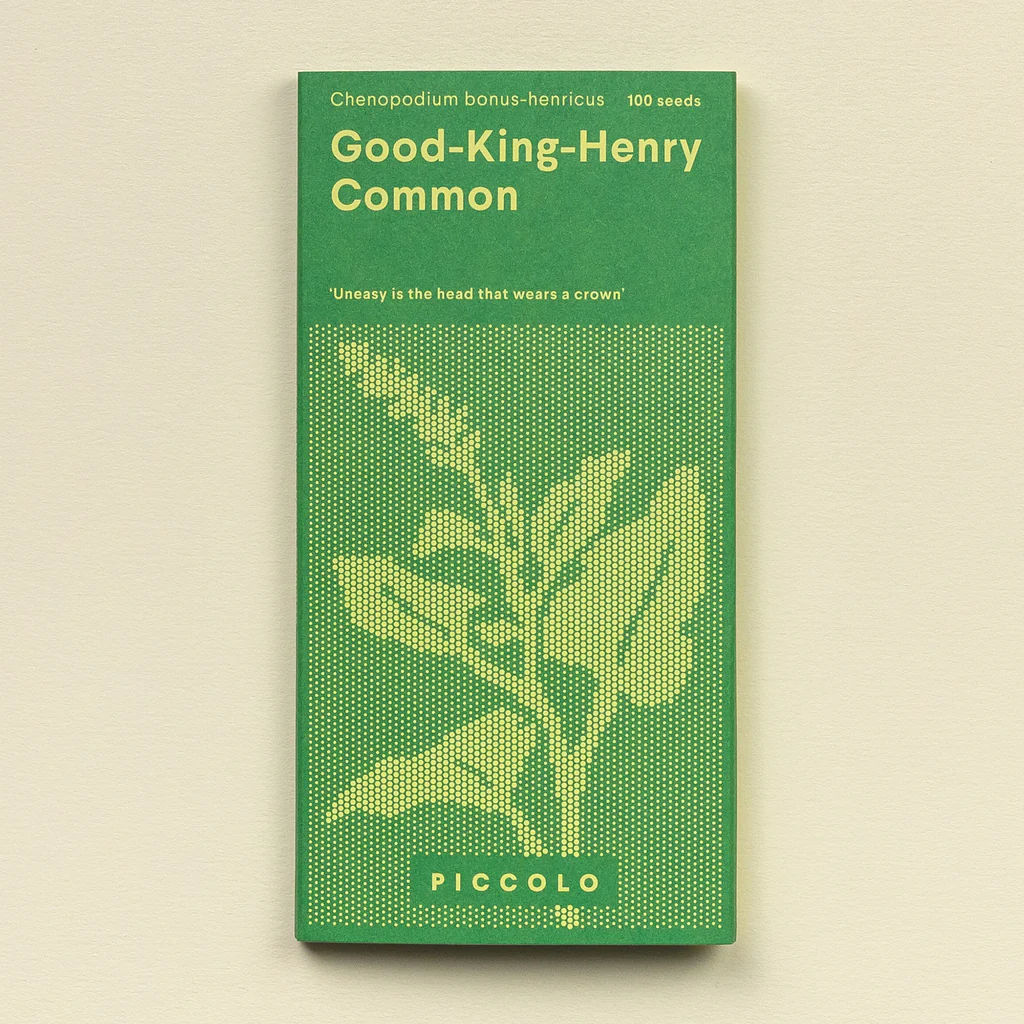 Chenopodium bonus-henricus 100 seeds
Good-King-Henry
Common
‘Uneasy is the head that wears a crown’
PICCOLO